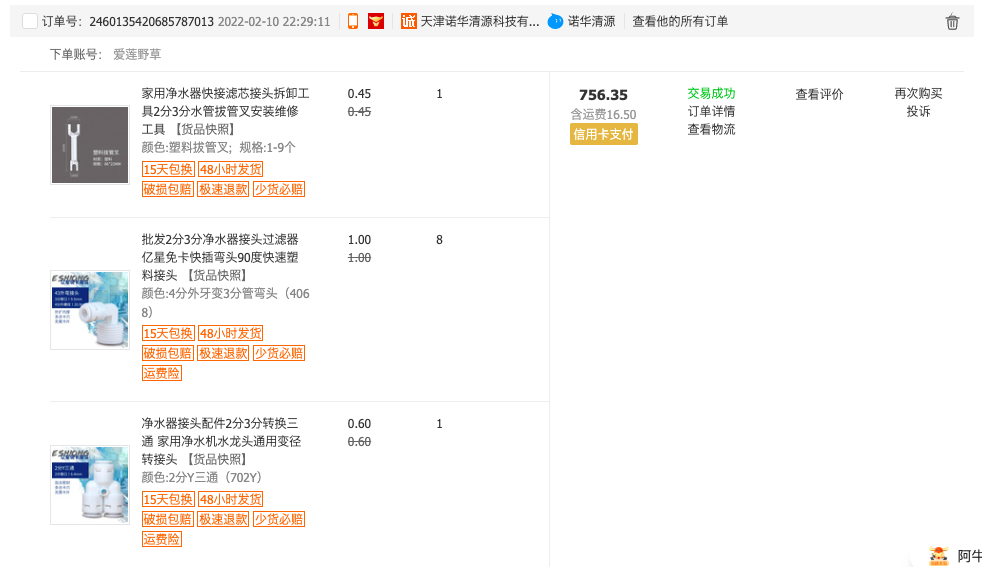 订单号：2460135420685787013 2022-02-10 22:29:11 诚 天津诺华清源科技有... 诺华清源 查看他的所有订单
下单账号： 爱莲野草
家用净水器快接滤芯接头拆卸工
具2分3分水管拔管叉安装维修
工具 【货品快照】
颜色:塑料拔管叉; 规格:1-9个
15天包换 48小时发货
破损包赔 极速退款 少货必赔
0.45
0.45
1
756.35
含运费16.50
信用卡支付
交易成功
订单详情
查看物流
查看评价
再次购买
投诉
塑料拔管叉
批发2分3分净水器接头过滤器
亿星免卡快插弯头90度快速塑
料接头 【货品快照】
颜色:4分外牙变3分管弯头（406
8）
15天包换 48小时发货
破损包赔 极速退款 少货必赔
运费险
1.00
1.00
8
净水器接头配件2分3分转换三
通 家用净水机水龙头通用变径
转接头 【货品快照】
颜色:2分Y三通（702Y）
15天包换 48小时发货
破损包赔 极速退款 少货必赔
运费险
0.60
0.60
1
2分Y三通
阿牛